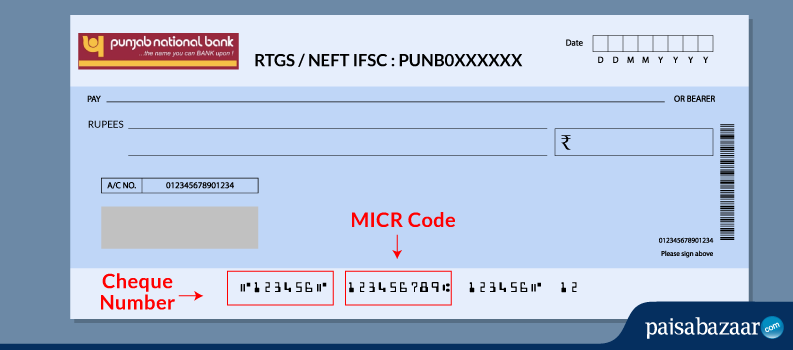 punjab national bank
...the name you can BANK upon !
RTGS / NEFT IFSC : PUNB0XXXXXX
Date
D D M M Y Y Y Y
PAY
OR BEARER
RUPEES
₹
A/C NO. 012345678901234
MICR Code
012345678901234
Please sign above
Cheque
Number
⑈123456⑈ 123456789⑆ 123456⑈ 12
paisabazaar.com